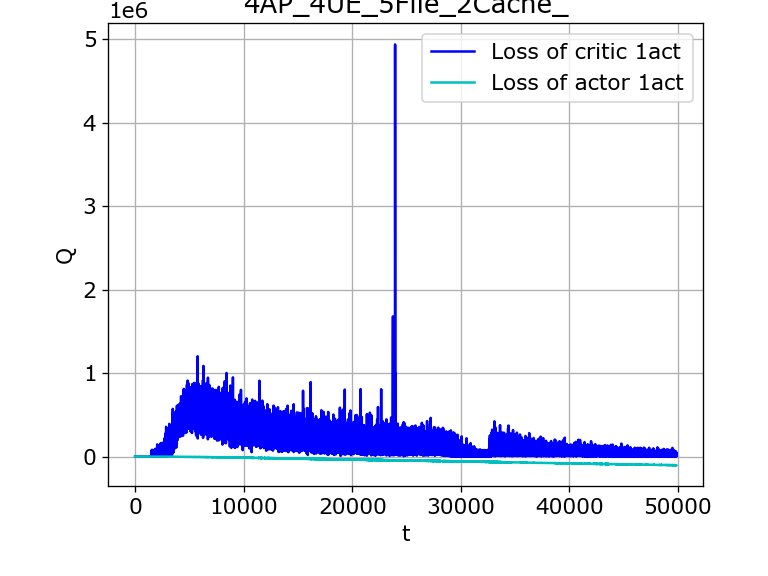 4AP_4UE_5File_2Cache_
1e6
Loss of critic 1act
Loss of actor 1act
5
4
3
2
1
0
Q
0 10000 20000 30000 40000 50000
t